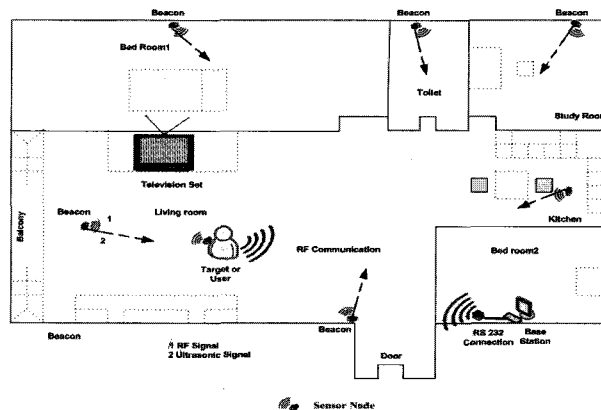 Beacon
Beacon
Beacon
Bed Room1
Toilet
Study Room
Television Set
Beacon
1
2
Living room
Balcony
Kitchen
Target or
User
RF Communication
Bed room2
Beacon
Beacon
1 RF Signal
2 Ultrasonic Signal
Door
RS 232
Connection
Base
Station
Sensor Node